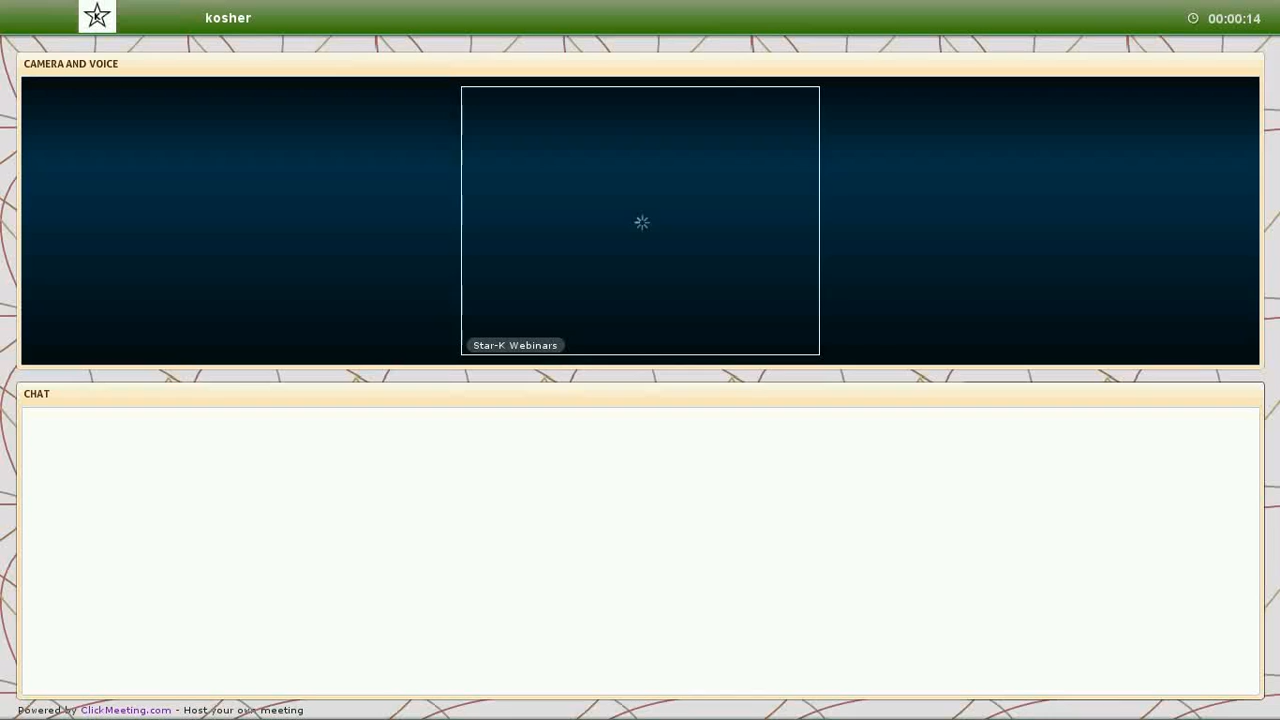 K
kosher
00:00:14
CAMERA AND VOICE
Star-K Webinars
CHAT
Powered by ClickMeeting.com - Host your own meeting